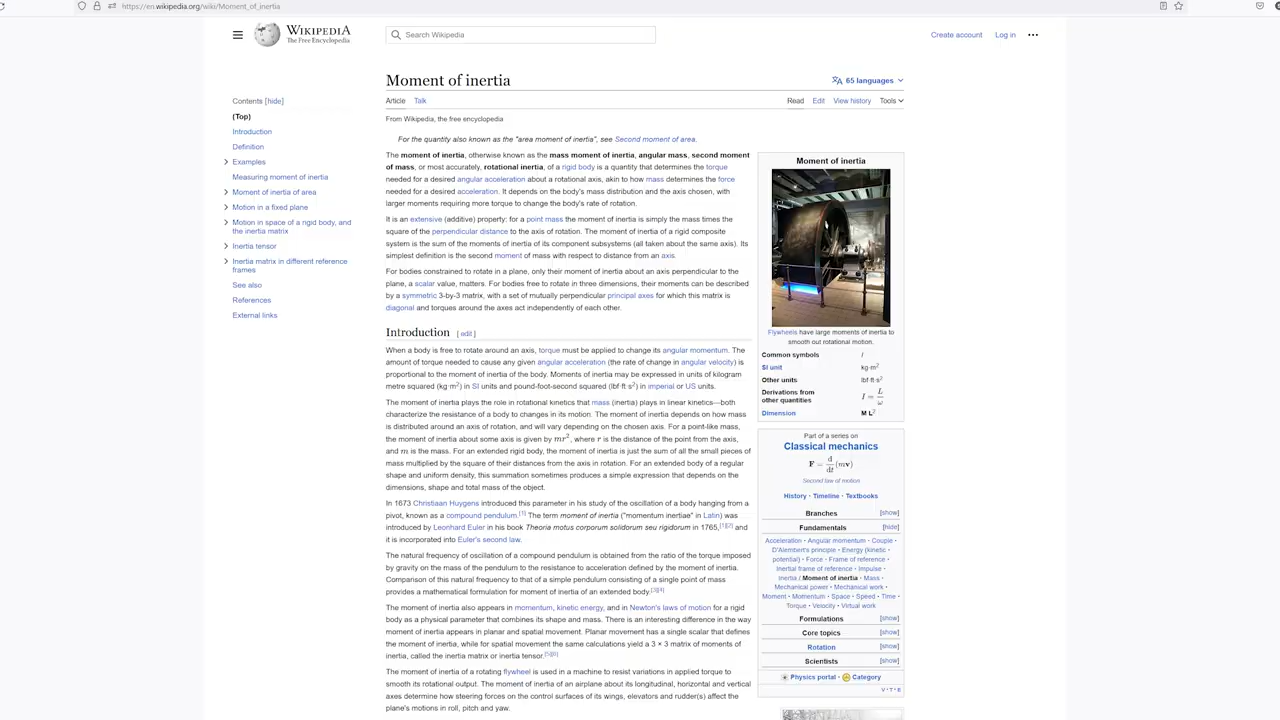 https://en.wikipedia.org/wiki/Moment_of_inertia
WIKIPEDIA
The Free Encyclopedia
Search Wikipedia
Create account
Log in
Contents [hide]
(Top)
Introduction
Definition
Examples
Measuring moment of inertia
Moment of inertia of area
Motion in a fixed plane
Motion in space of a rigid body, and
the inertia matrix
Inertia tensor
Inertia matrix in different reference
frames
See also
References
External links
Moment of inertia
65 languages
Article Talk
Read Edit View history Tools
From Wikipedia, the free encyclopedia
For the quantity also known as the "area moment of inertia", see Second moment of area.
The moment of inertia, otherwise known as the mass moment of inertia, angular mass, second moment
of mass, or most accurately, rotational inertia, of a rigid body is a quantity that determines the torque
needed for a desired angular acceleration about a rotational axis, akin to how mass determines the force
needed for a desired acceleration. It depends on the body's mass distribution and the axis chosen, with
larger moments requiring more torque to change the body's rate of rotation.
It is an extensive (additive) property: for a point mass the moment of inertia is simply the mass times the
square of the perpendicular distance to the axis of rotation. The moment of inertia of a rigid composite
system is the sum of the moments of inertia of its component subsystems (all taken about the same axis). Its
simplest definition is the second moment of mass with respect to distance from an axis.
For bodies constrained to rotate in a plane, only their moment of inertia about an axis perpendicular to the
plane, a scalar value, matters. For bodies free to rotate in three dimensions, their moments can be described
by a symmetric 3-by-3 matrix, with a set of mutually perpendicular principal axes for which this matrix is
diagonal and torques around the axes act independently of each other.
Introduction [ edit ]
When a body is free to rotate around an axis, torque must be applied to change its angular momentum. The
amount of torque needed to cause any given angular acceleration (the rate of change in angular velocity) is
proportional to the moment of inertia of the body. Moments of inertia may be expressed in units of kilogram
metre squared (kg·m²) in SI units and pound-foot-second squared (lbf·ft·s²) in imperial or US units.
The moment of inertia plays the role in rotational kinetics that mass (inertia) plays in linear kinetics—both
characterize the resistance of a body to changes in its motion. The moment of inertia depends on how mass
is distributed around an axis of rotation, and will vary depending on the chosen axis. For a point-like mass,
the moment of inertia about some axis is given by mr², where r is the distance of the point from the axis,
and m is the mass. For an extended rigid body, the moment of inertia is just the sum of all the small pieces of
mass multiplied by the square of their distances from the axis in rotation. For an extended body of a regular
shape and uniform density, this summation sometimes produces a simple expression that depends on the
dimensions, shape and total mass of the object.
In 1673 Christiaan Huygens introduced this parameter in his study of the oscillation of a body hanging from a
pivot, known as a compound pendulum.[1] The term moment of inertia ("momentum inertiae" in Latin) was
introduced by Leonhard Euler in his book Theoria motus corporum solidorum seu rigidorum in 1765,[1][2] and
it is incorporated into Euler's second law.
The natural frequency of oscillation of a compound pendulum is obtained from the ratio of the torque imposed
by gravity on the mass of the pendulum to the resistance to acceleration defined by the moment of inertia.
Comparison of this natural frequency to that of a simple pendulum consisting of a single point of mass
provides a mathematical formulation for moment of inertia of an extended body.[3][4]
The moment of inertia also appears in momentum, kinetic energy, and in Newton's laws of motion for a rigid
body as a physical parameter that combines its shape and mass. There is an interesting difference in the way
moment of inertia appears in planar and spatial movement. Planar movement has a single scalar that defines
the moment of inertia, while for spatial movement the same calculations yield a 3 × 3 matrix of moments of
inertia, called the inertia matrix or inertia tensor.[5][6]
The moment of inertia of a rotating flywheel is used in a machine to resist variations in applied torque to
smooth its rotational output. The moment of inertia of an airplane about its longitudinal, horizontal and vertical
axes determine how steering forces on the control surfaces of its wings, elevators and rudder(s) affect the
plane's motions in roll, pitch and yaw.
Moment of inertia
Flywheels have large moments of inertia to
smooth out rotational motion.
Common symbols I
SI unit kg·m²
Other units lbf·ft·s²
Derivations from
other quantities I = L/ω
Dimension M L²
Part of a series on
Classical mechanics
F = d/dt (mv)
Second law of motion
History · Timeline · Textbooks
Branches [show]
Fundamentals [hide]
Acceleration · Angular momentum · Couple ·
D'Alembert's principle · Energy (kinetic ·
potential) · Force · Frame of reference ·
Inertial frame of reference · Impulse ·
Inertia / Moment of inertia · Mass ·
Mechanical power · Mechanical work ·
Moment · Momentum · Space · Speed · Time ·
Torque · Velocity · Virtual work
Formulations [show]
Core topics [show]
Rotation [show]
Scientists [show]
Physics portal · Category
V · T · E